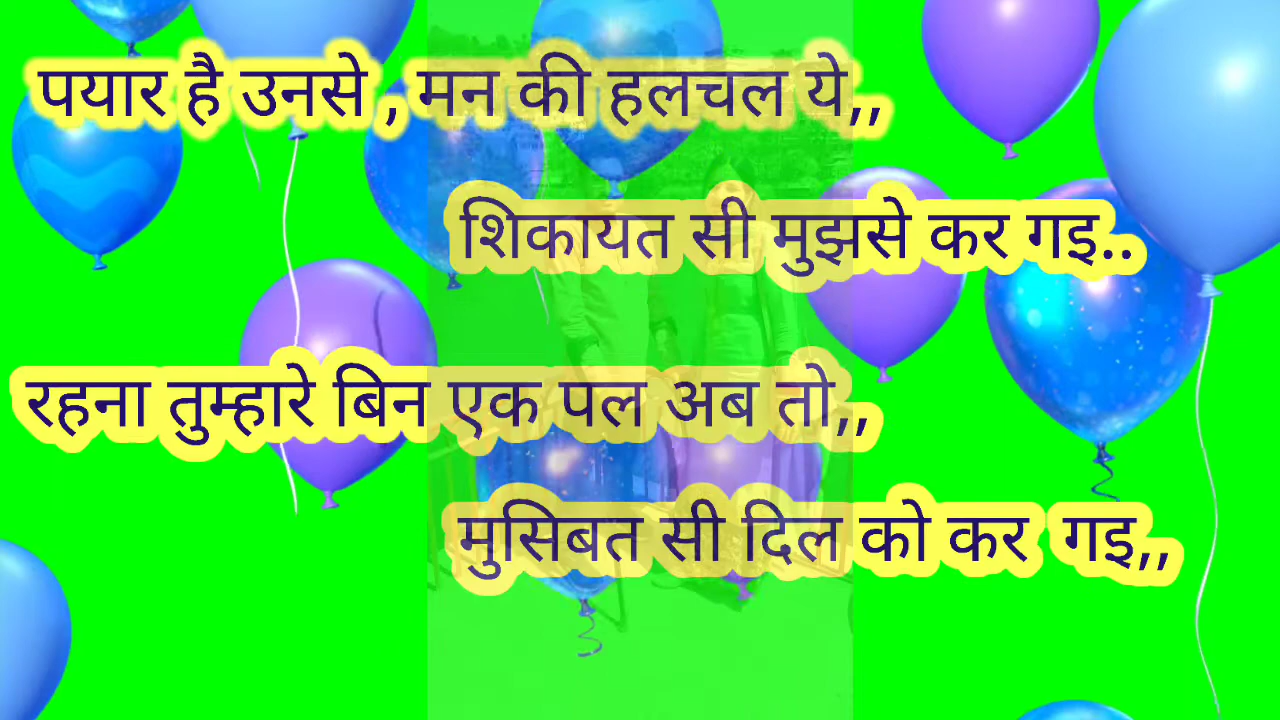 पयार है उनसे , मन की हलचल ये,,
शिकायत सी मुझसे कर गइ..
रहना तुम्हारे बिन एक पल अब तो,,
मुसिबत सी दिल को कर गइ,,